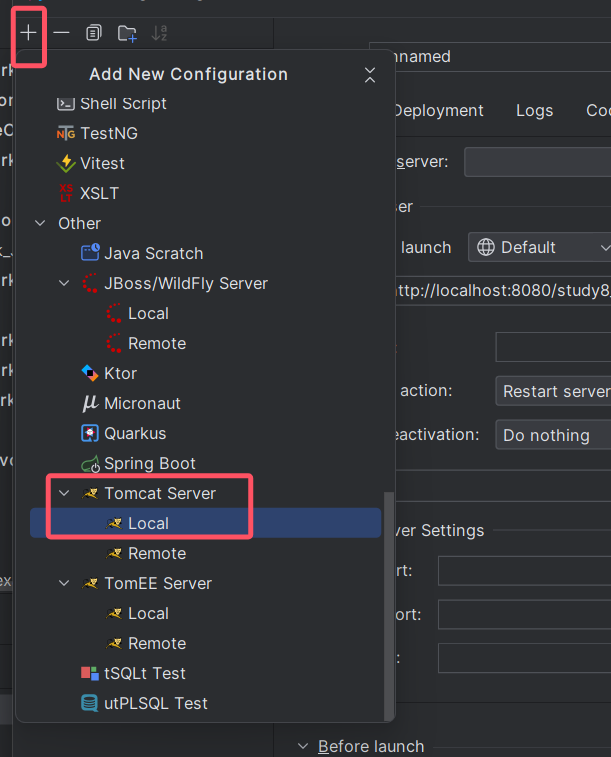 nnamed
Add New Configuration
Shell Script
TestNG
Deployment
Logs
Vitest
server:
XSLT
Other
Java Scratch
launch
Default
JBoss/WildFly Server
http://localhost:8080/study8
Local
Remote
Ktor
action:
Restart server
Micronaut
Quarkus
eactivation:
Do nothing
Spring Boot
Tomcat Server
Local
ver Settings
Remote
rt:
TomEE Server
Local
ort:
Remote
tSQLt Test
utPLSQL Test
Before launch